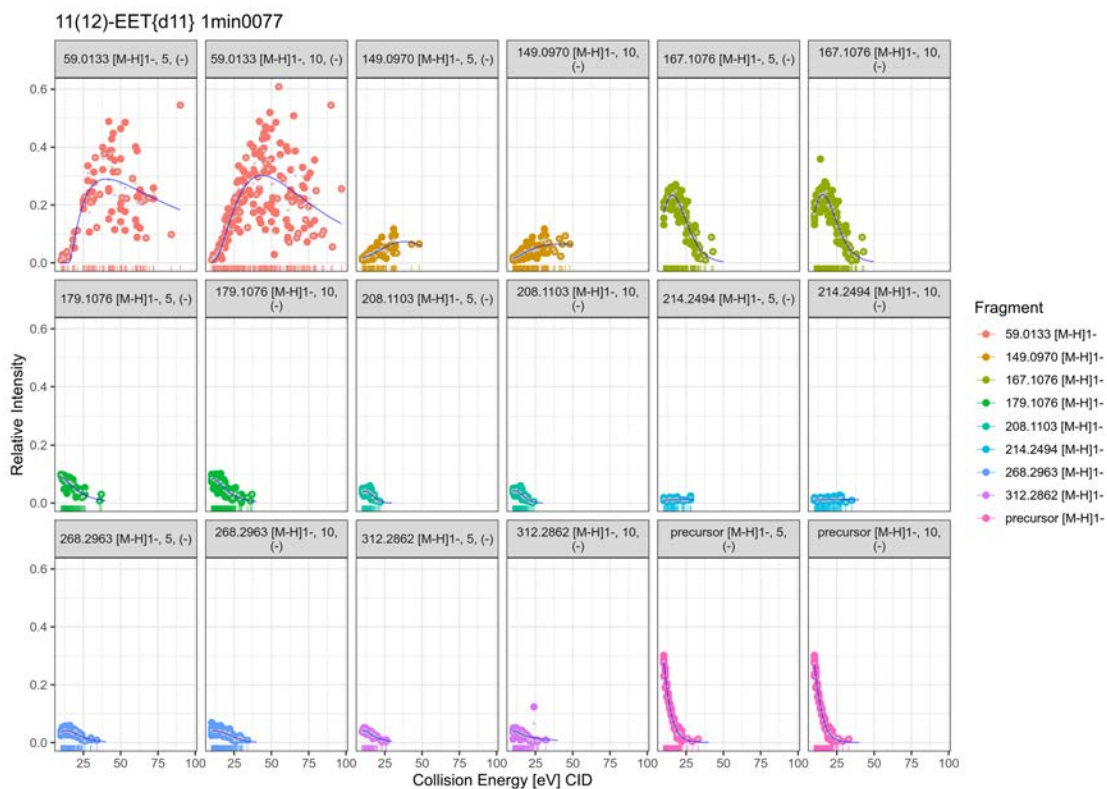 11(12)-EET{d11} 1min0077
59.0133 [M-H]1-, 5, (-)
59.0133 [M-H]1-, 10, (-)
149.0970 [M-H]1-, 5, (-)
149.0970 [M-H]1-, 10,
(-)
167.1076 [M-H]1-, 5, (-)
167.1076 [M-H]1-, 10,
(-)
0.6
0.4
0.2
0.0
179.1076 [M-H]1-, 5, (-)
179.1076 [M-H]1-, 10,
(-)
208.1103 [M-H]1-, 5, (-)
208.1103 [M-H]1-, 10,
(-)
214.2494 [M-H]1-, 5, (-)
214.2494 [M-H]1-, 10,
(-)
0.6
0.4
0.2
0.0
Relative Intensity
268.2963 [M-H]1-, 5, (-)
268.2963 [M-H]1-, 10,
(-)
312.2862 [M-H]1-, 5, (-)
312.2862 [M-H]1-, 10,
(-)
precursor [M-H]1-, 5,
(-)
precursor [M-H]1-, 10,
(-)
0.6
0.4
0.2
0.0
25 50 75 100 25 50 75 100 25 50 75 100 25 50 75 100 25 50 75 100 25 50 75 100
Collision Energy [eV] CID
Fragment
59.0133 [M-H]1-
149.0970 [M-H]1-
167.1076 [M-H]1-
179.1076 [M-H]1-
208.1103 [M-H]1-
214.2494 [M-H]1-
268.2963 [M-H]1-
312.2862 [M-H]1-
precursor [M-H]1-